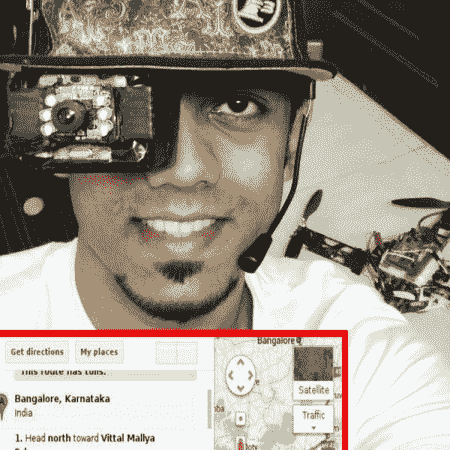 Get directions My places
This route has tolls.
Bangalore, Karnataka
India
1. Head north toward Vittal Mallya
Bangalore
Satellite
Traffic